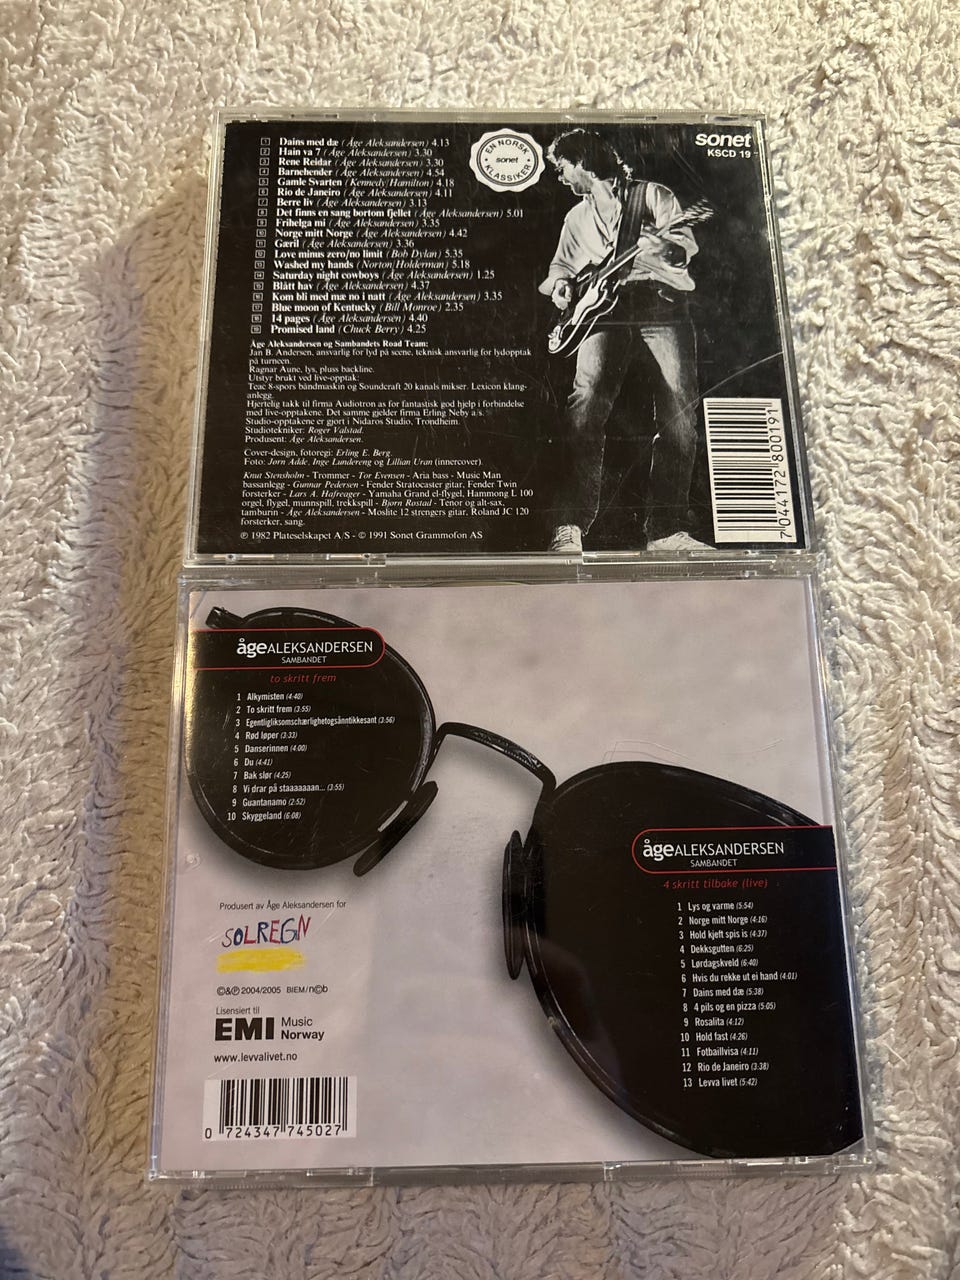 1 Dains med dæ (Åge Aleksandersen) 4.13
2 Hain va 7 (Åge Aleksandersen) 3.30
3 Rene Reidar (Åge Aleksandersen) 3.30
4 Barnehender (Åge Aleksandersen) 4.54
5 Gamle Svarten (Kennedy/Hamilton) 4.18
6 Rio de Janeiro (Åge Aleksandersen) 4.11
7 Berre liv (Åge Aleksandersen) 3.13
8 Det finns en sang bortom fjellet (Åge Aleksandersen) 5.01
9 Frihelga mi (Åge Aleksandersen) 3.35
10 Norge mitt Norge (Åge Aleksandersen) 4.42
11 Gæril (Åge Aleksandersen) 3.36
12 Love minus zero/no limit (Bob Dylan) 5.35
13 Washed my hands (Norton/Holderman) 5.18
14 Saturday night cowboys (Åge Aleksandersen) 1.25
15 Blått hav (Åge Aleksandersen) 4.37
16 Kom bli med mæ no i natt (Åge Aleksandersen) 3.35
17 Blue moon of Kentucky (Bill Monroe) 2.35
18 14 pages (Åge Aleksandersen) 4.40
19 Promised land (Chuck Berry) 4.25
EN NORSK
sonet
KLASSIKER
sonet
KSCD 19
Åge Aleksandersen og Sambandets Road Team:
Jan B. Andersen, ansvarlig for lyd på scene, teknisk ansvarlig for lydopptak
på turneen.
Ragnar Aune, lys, pluss backline.
Utstyr brukt ved live-opptak:
Teac 8-spors båndmaskin og Soundcraft 20 kanals mikser. Lexicon klang-
anlegg.
Hjertelig takk til firma Audiotron as for fantastisk god hjelp i forbindelse
med live-opptakene. Det samme gjelder firma Erling Neby a/s.
Studio-opptakene er gjort i Nidaros Studio, Trondheim.
Studiotekniker: Roger Valstad.
Produsent: Åge Aleksandersen.
Cover-design, fotoregi: Erling E. Berg.
Foto: Jørn Adde, Inge Lundereng og Lillian Uran (innercover).
Knut Stensholm - Trommer - Tor Evensen - Aria bass - Music Man
bassanlegg - Gunnar Pedersen - Fender Stratocaster gitar, Fender Twin
forsterker - Lars A. Hafreager - Yamaha Grand el-flygel, Hammong L 100
orgel, flygel, munnspill, trekkspill - Bjørn Røstad - Tenor og alt-sax,
tamburin - Åge Aleksandersen - Moslite 12 strengers gitar, Roland JC 120
forsterker, sang.
℗ 1982 Plateselskapet A/S - © 1991 Sonet Grammofon AS
7 044172 800191
åge ALEKSANDERSEN
SAMBANDET
to skritt frem
1 Alkymisten (4:40)
2 To skritt frem (3:55)
3 Egentligliksomschærlighetogsånntikkesant (3:56)
4 Rød løper (3:33)
5 Danserinnen (4:00)
6 Du (4:41)
7 Bak slør (4:25)
8 Vi drar på staaaaaaan... (3:55)
9 Guantanamo (2:52)
10 Skyggeland (6:08)
Produsert av Åge Aleksandersen for
SOLREGN
©&℗ 2004/2005 BIEM/n©b
Lisensiert til
EMI Music
Norway
www.levvalivet.no
0 724347 745027
åge ALEKSANDERSEN
SAMBANDET
4 skritt tilbake (live)
1 Lys og varme (5:54)
2 Norge mitt Norge (4:16)
3 Hold kjeft spis is (4:37)
4 Dekksgutten (6:25)
5 Lørdagskveld (6:40)
6 Hvis du rekke ut ei hand (4:01)
7 Dains med dæ (5:38)
8 4 pils og en pizza (5:05)
9 Rosalita (4:12)
10 Hold fast (4:26)
11 Fotbaillvisa (4:11)
12 Rio de Janeiro (3:38)
13 Levva livet (5:42)